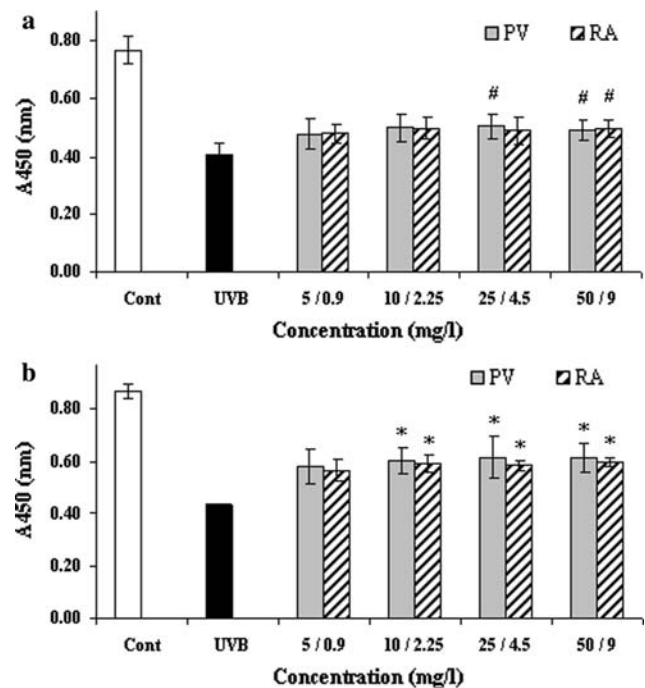 a
PV RA
0.80
0.60
0.40
0.20
0.00
A450 (nm)
# # #
Cont UVB 5 / 0.9 10 / 2.25 25 / 4.5 50 / 9
Concentration (mg/l)
b
PV RA
0.80
0.60
0.40
0.20
0.00
A450 (nm)
* * * * * *
Cont UVB 5 / 0.9 10 / 2.25 25 / 4.5 50 / 9
Concentration (mg/l)